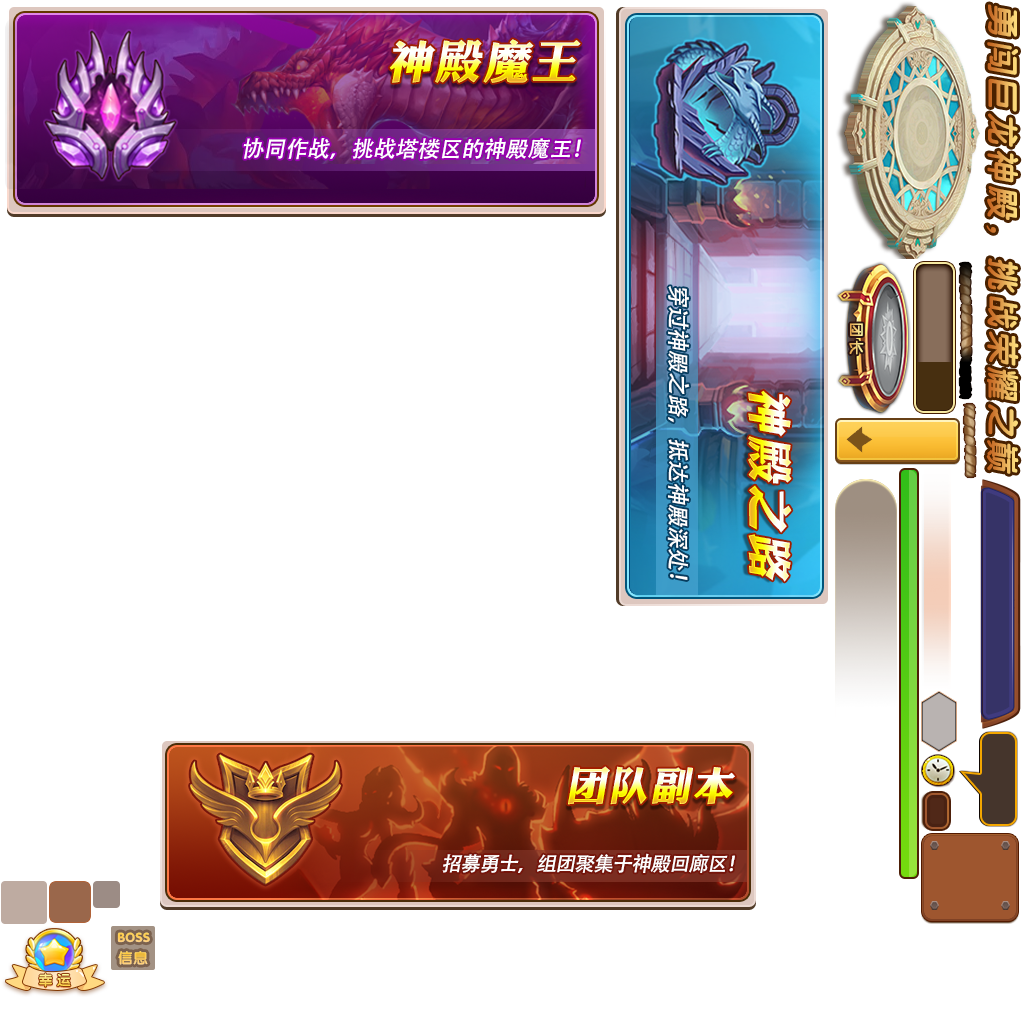 神殿魔王
协同作战，挑战塔楼区的神殿魔王！
神殿之路
穿过神殿之路，抵达神殿深处！
勇闯巨龙神殿，挑战荣耀之巅
团长
团队副本
招募勇士，组团聚集于神殿回廊区！
BOSS
信息
幸运